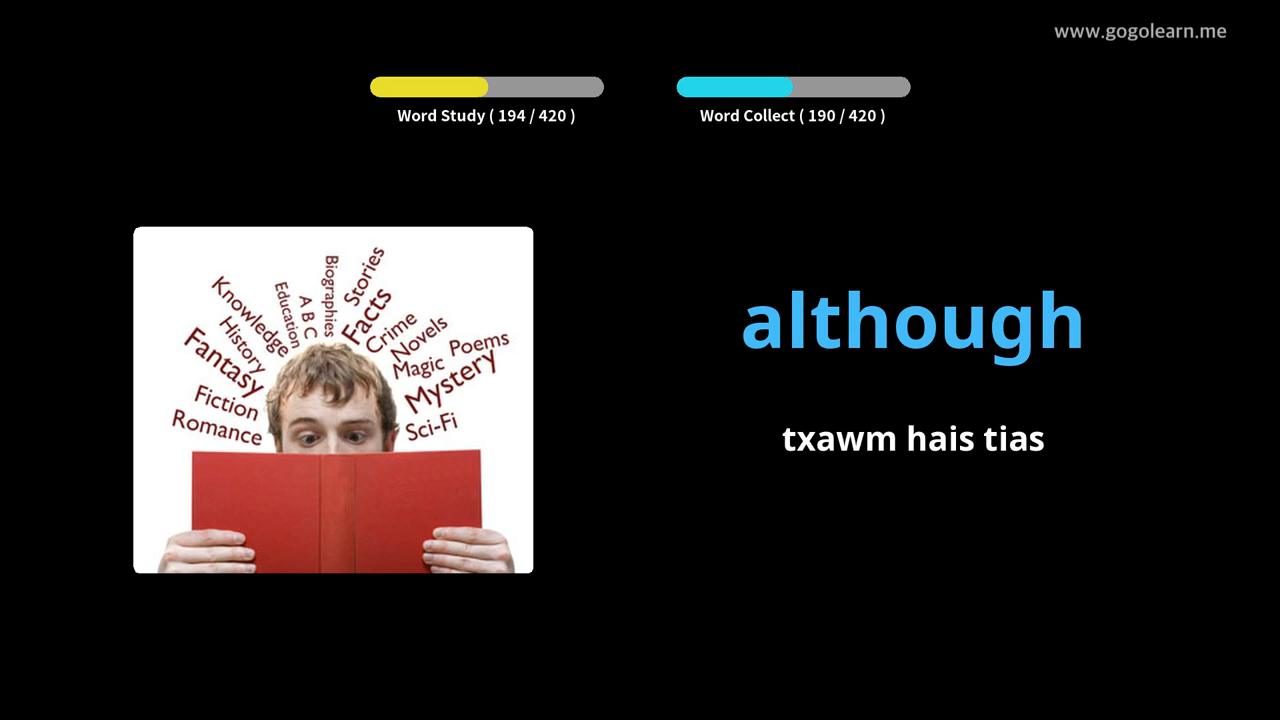 www.gogolearn.me
Word Study ( 194 / 420 )
Word Collect ( 190 / 420 )
Knowledge
Education
A B C
Biographies
Stories
Facts
Crime
Novels
Poems
History
Fantasy
Magic
Mystery
Fiction
Romance
Sci-Fi
although
txawm hais tias